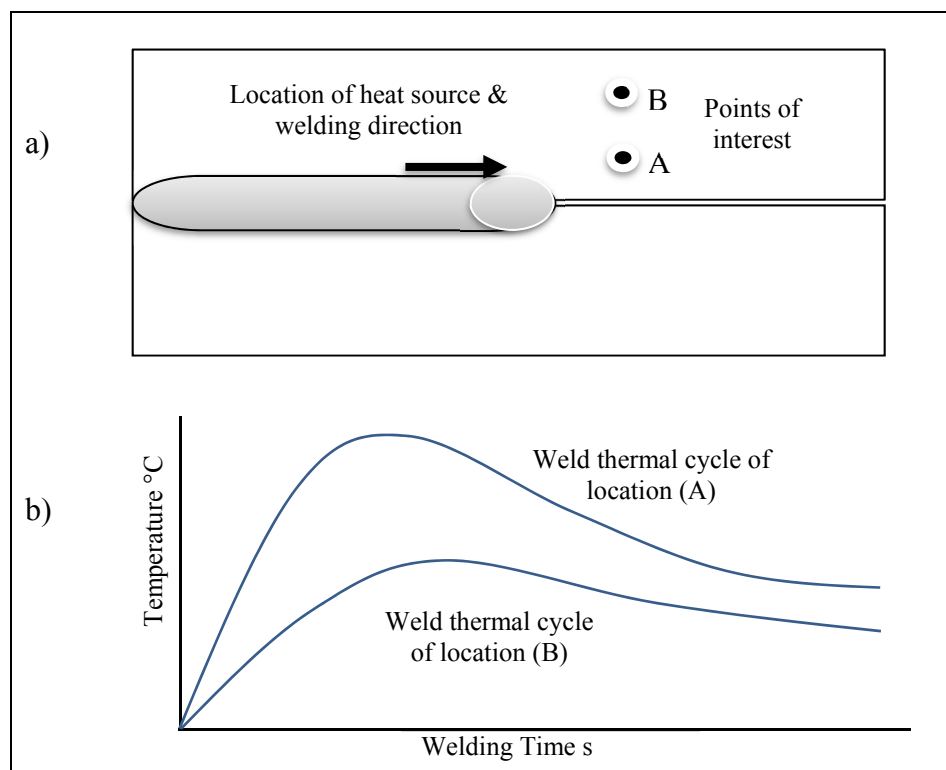 a)
Location of heat source &
welding direction
B
A
Points of
interest
b)
Temperature °C
Weld thermal cycle of
location (A)
Weld thermal cycle
of location (B)
Welding Time s